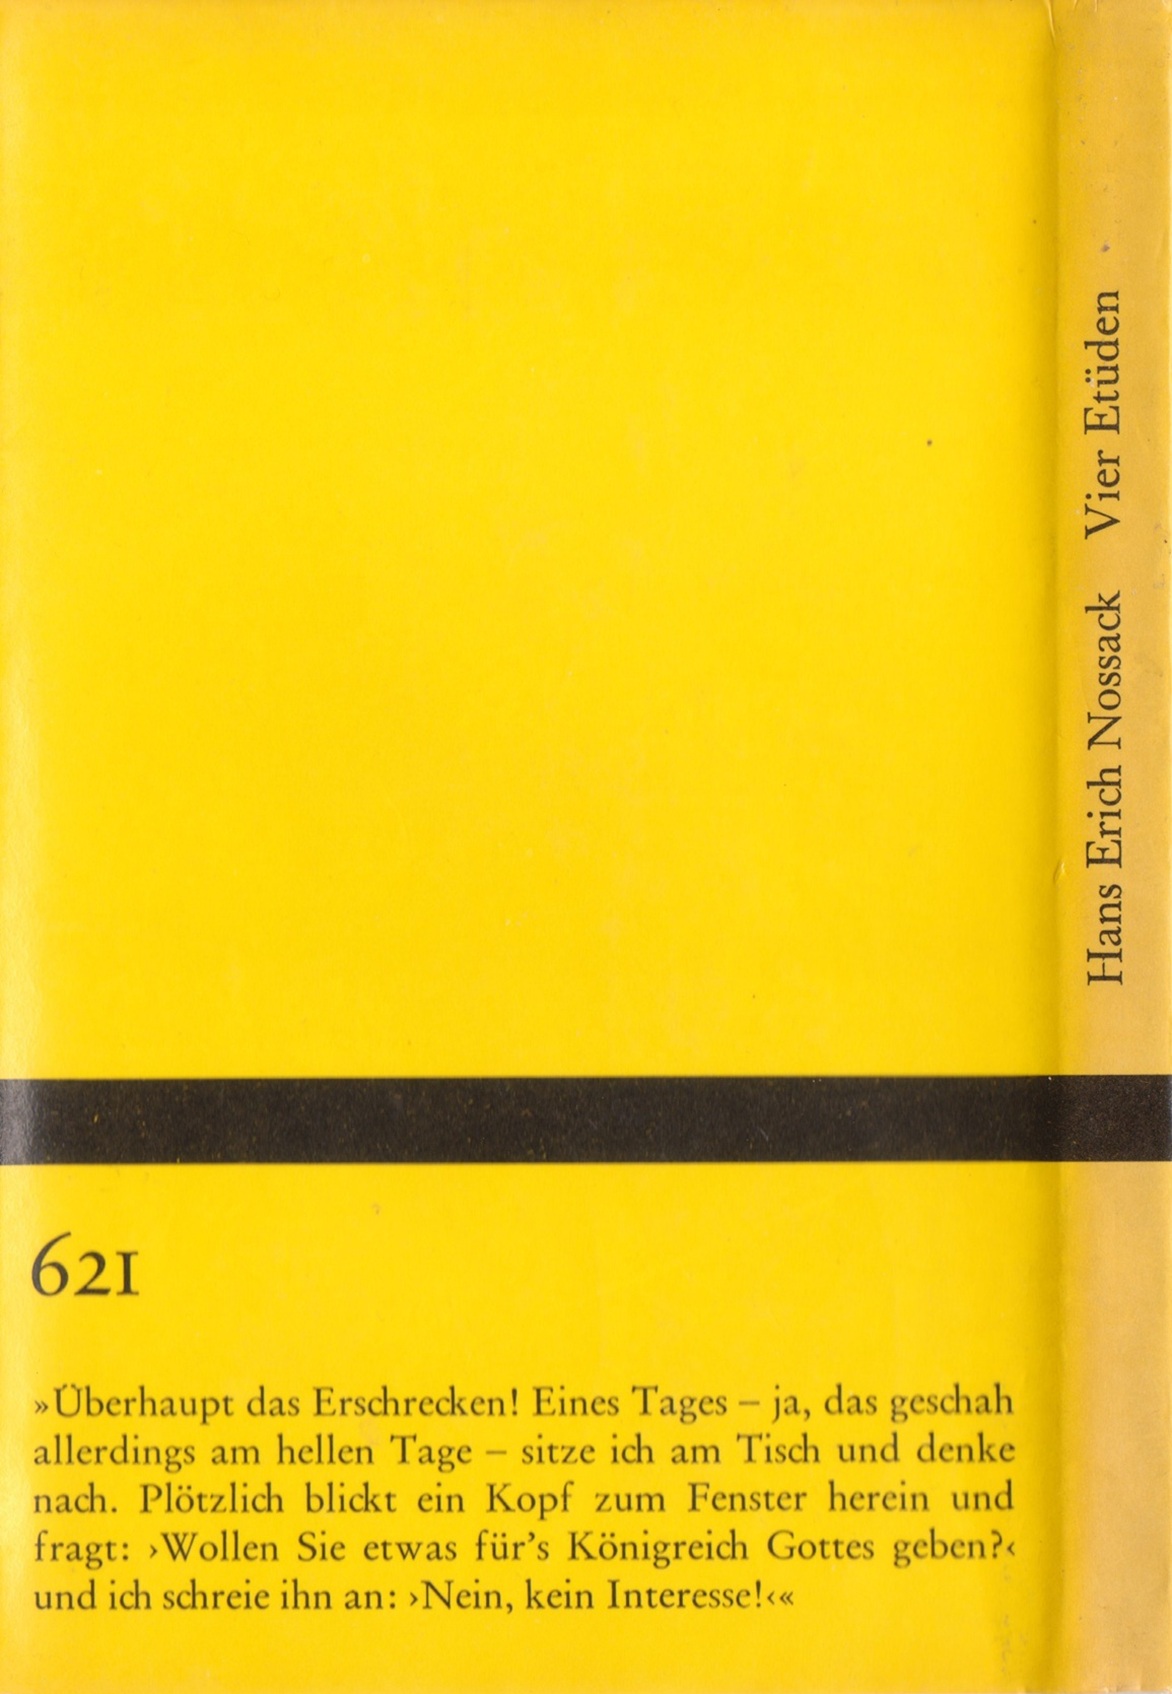 621
»Überhaupt das Erschrecken! Eines Tages – ja, das geschah
allerdings am hellen Tage – sitze ich am Tisch und denke
nach. Plötzlich blickt ein Kopf zum Fenster herein und
fragt: ›Wollen Sie etwas für’s Königreich Gottes geben?‹
und ich schreie ihn an: ›Nein, kein Interesse!‹«
Hans Erich Nossack Vier Etüden